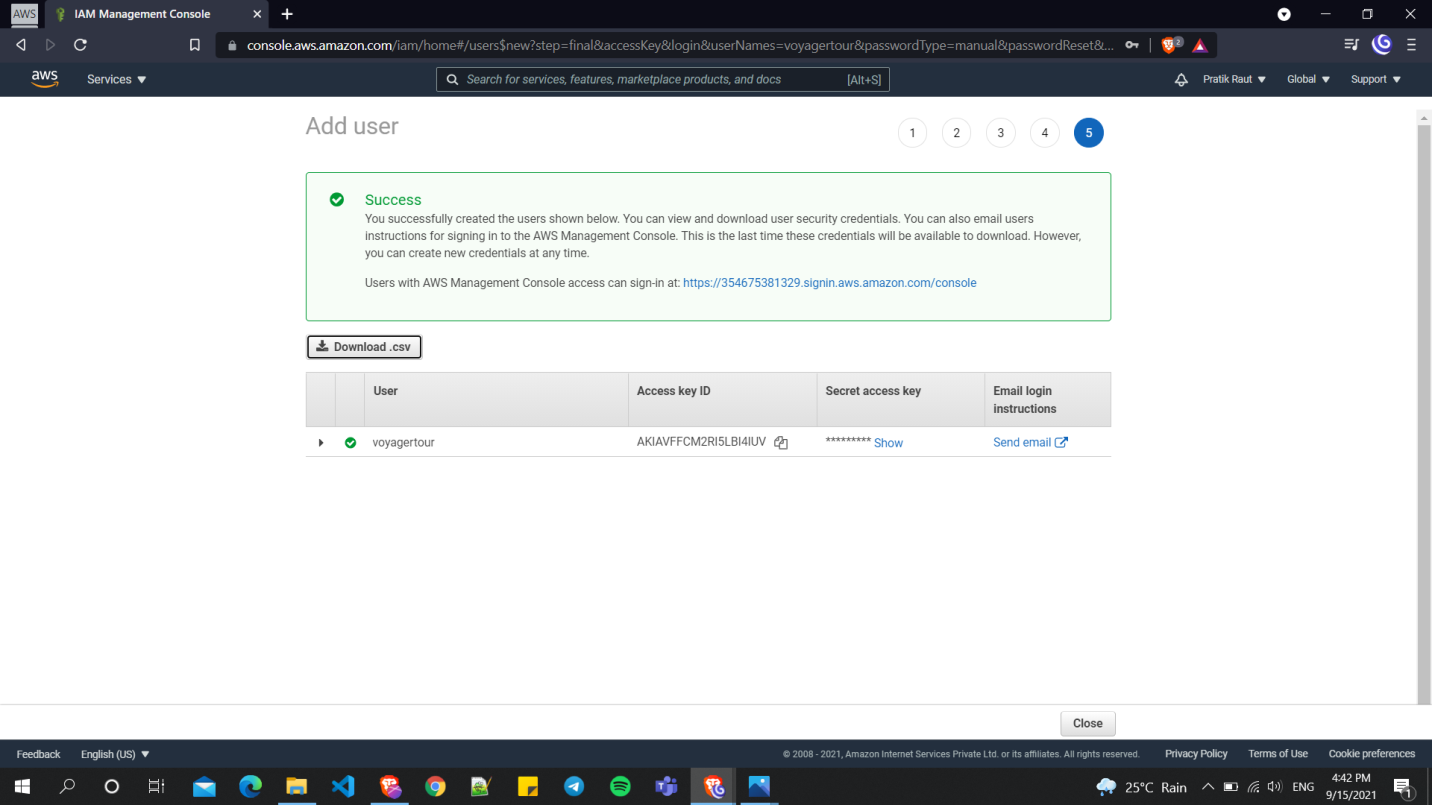 AWS IAM Management Console
console.aws.amazon.com/iam/home#/users$new?step=final&accessKey&login&userNames=voyagertour&passwordType=manual&passwordReset&... 2
aws Services Search for services, features, marketplace products, and docs [Alt+S] Pratik Raut Global Support
Add user 1 2 3 4 5
Success
You successfully created the users shown below. You can view and download user security credentials. You can also email users
instructions for signing in to the AWS Management Console. This is the last time these credentials will be available to download. However,
you can create new credentials at any time.
Users with AWS Management Console access can sign-in at: https://354675381329.signin.aws.amazon.com/console
Download .csv
User Access key ID Secret access key Email login
instructions
voyagertour AKIAVFFCM2RI5LBI4IUV ********* Show Send email
Close
Feedback English (US) © 2008 - 2021, Amazon Internet Services Private Ltd. or its affiliates. All rights reserved. Privacy Policy Terms of Use Cookie preferences
25°C Rain ENG 4:42 PM
9/15/2021 1